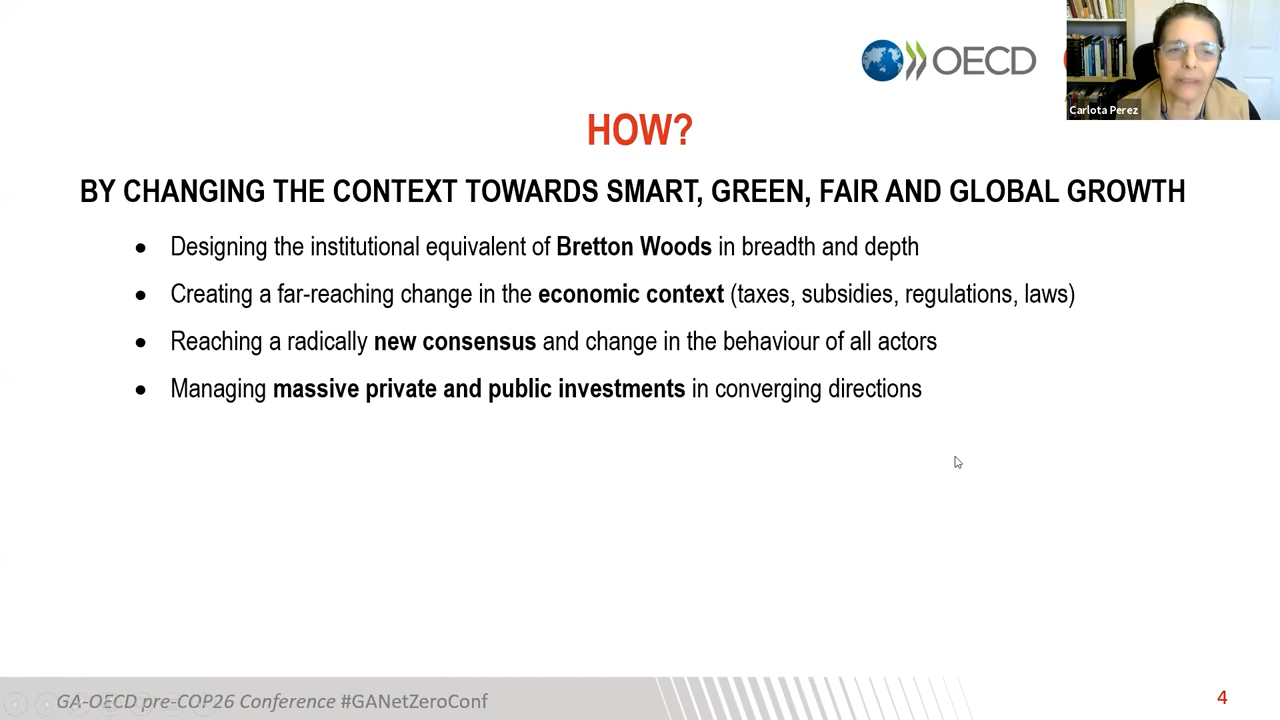 OECD
Carlota Perez
HOW?
BY CHANGING THE CONTEXT TOWARDS SMART, GREEN, FAIR AND GLOBAL GROWTH
• Designing the institutional equivalent of Bretton Woods in breadth and depth
• Creating a far-reaching change in the economic context (taxes, subsidies, regulations, laws)
• Reaching a radically new consensus and change in the behaviour of all actors
• Managing massive private and public investments in converging directions
GA-OECD pre-COP26 Conference #GANetZeroConf
4